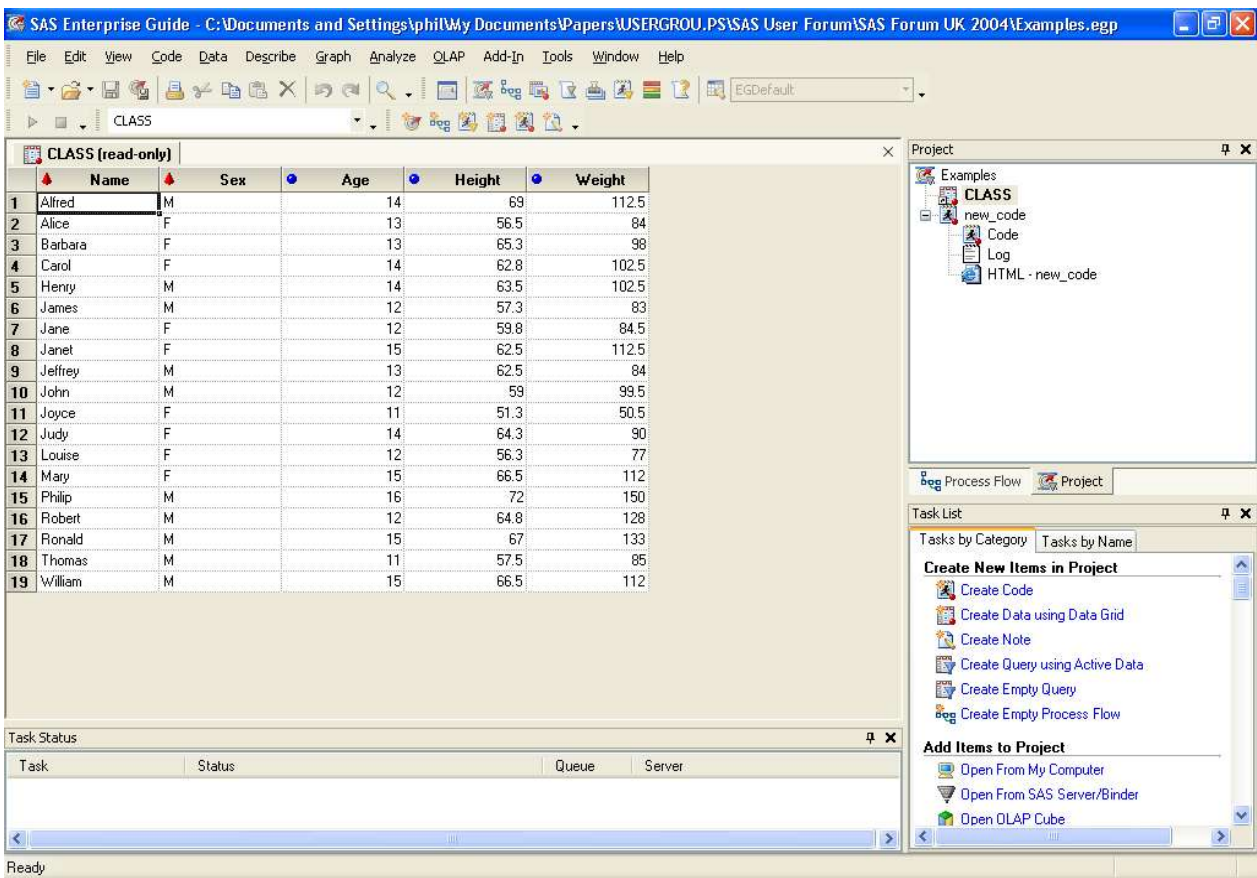 SAS Enterprise Guide - C:\Documents and Settings\phil\My Documents\Papers\USERGROU.PS\SAS User Forum\SAS Forum UK 2004\Examples.egp
File Edit View Code Data Describe Graph Analyze OLAP Add-In Tools Window Help
EGDefault
CLASS
CLASS (read-only)
Name Sex Age Height Weight
1 Alfred M 14 69 112.5
2 Alice F 13 56.5 84
3 Barbara F 13 65.3 98
4 Carol F 14 62.8 102.5
5 Henry M 14 63.5 102.5
6 James M 12 57.3 83
7 Jane F 12 59.8 84.5
8 Janet F 15 62.5 112.5
9 Jeffrey M 13 62.5 84
10 John M 12 59 99.5
11 Joyce F 11 51.3 50.5
12 Judy F 14 64.3 90
13 Louise F 12 56.3 77
14 Mary F 15 66.5 112
15 Philip M 16 72 150
16 Robert M 12 64.8 128
17 Ronald M 15 67 133
18 Thomas M 11 57.5 85
19 William M 15 66.5 112
Project
Examples
CLASS
new_code
Code
Log
HTML - new_code
Process Flow Project
Task List
Tasks by Category Tasks by Name
Create New Items in Project
Create Code
Create Data using Data Grid
Create Note
Create Query using Active Data
Create Empty Query
Create Empty Process Flow
Add Items to Project
Open From My Computer
Open From SAS Server/Binder
Open OLAP Cube
Task Status
Task Status Queue Server
Ready